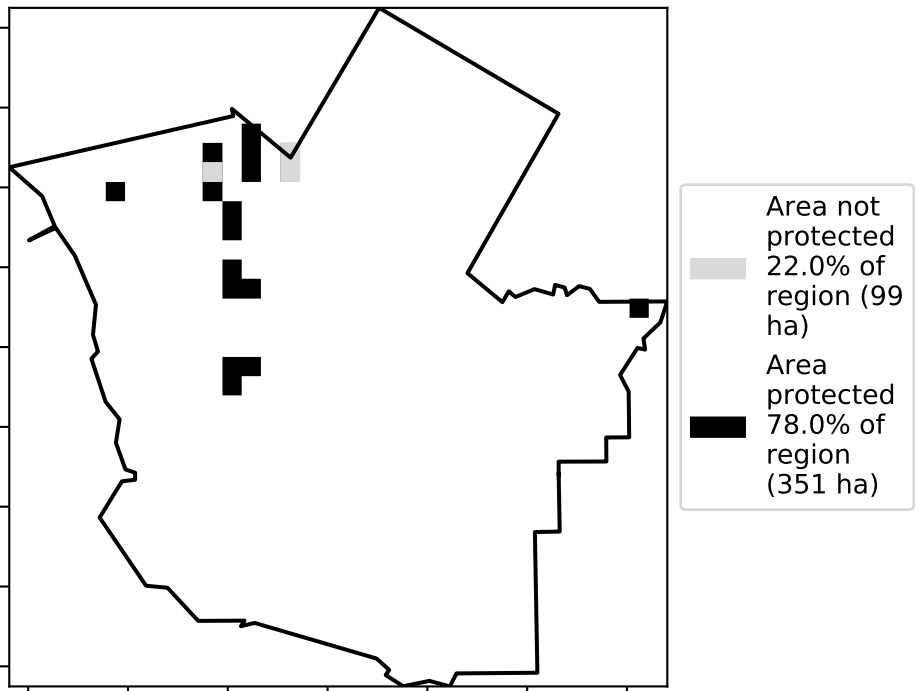 Area not
protected
22.0% of
region (99
ha)
Area
protected
78.0% of
region
(351 ha)